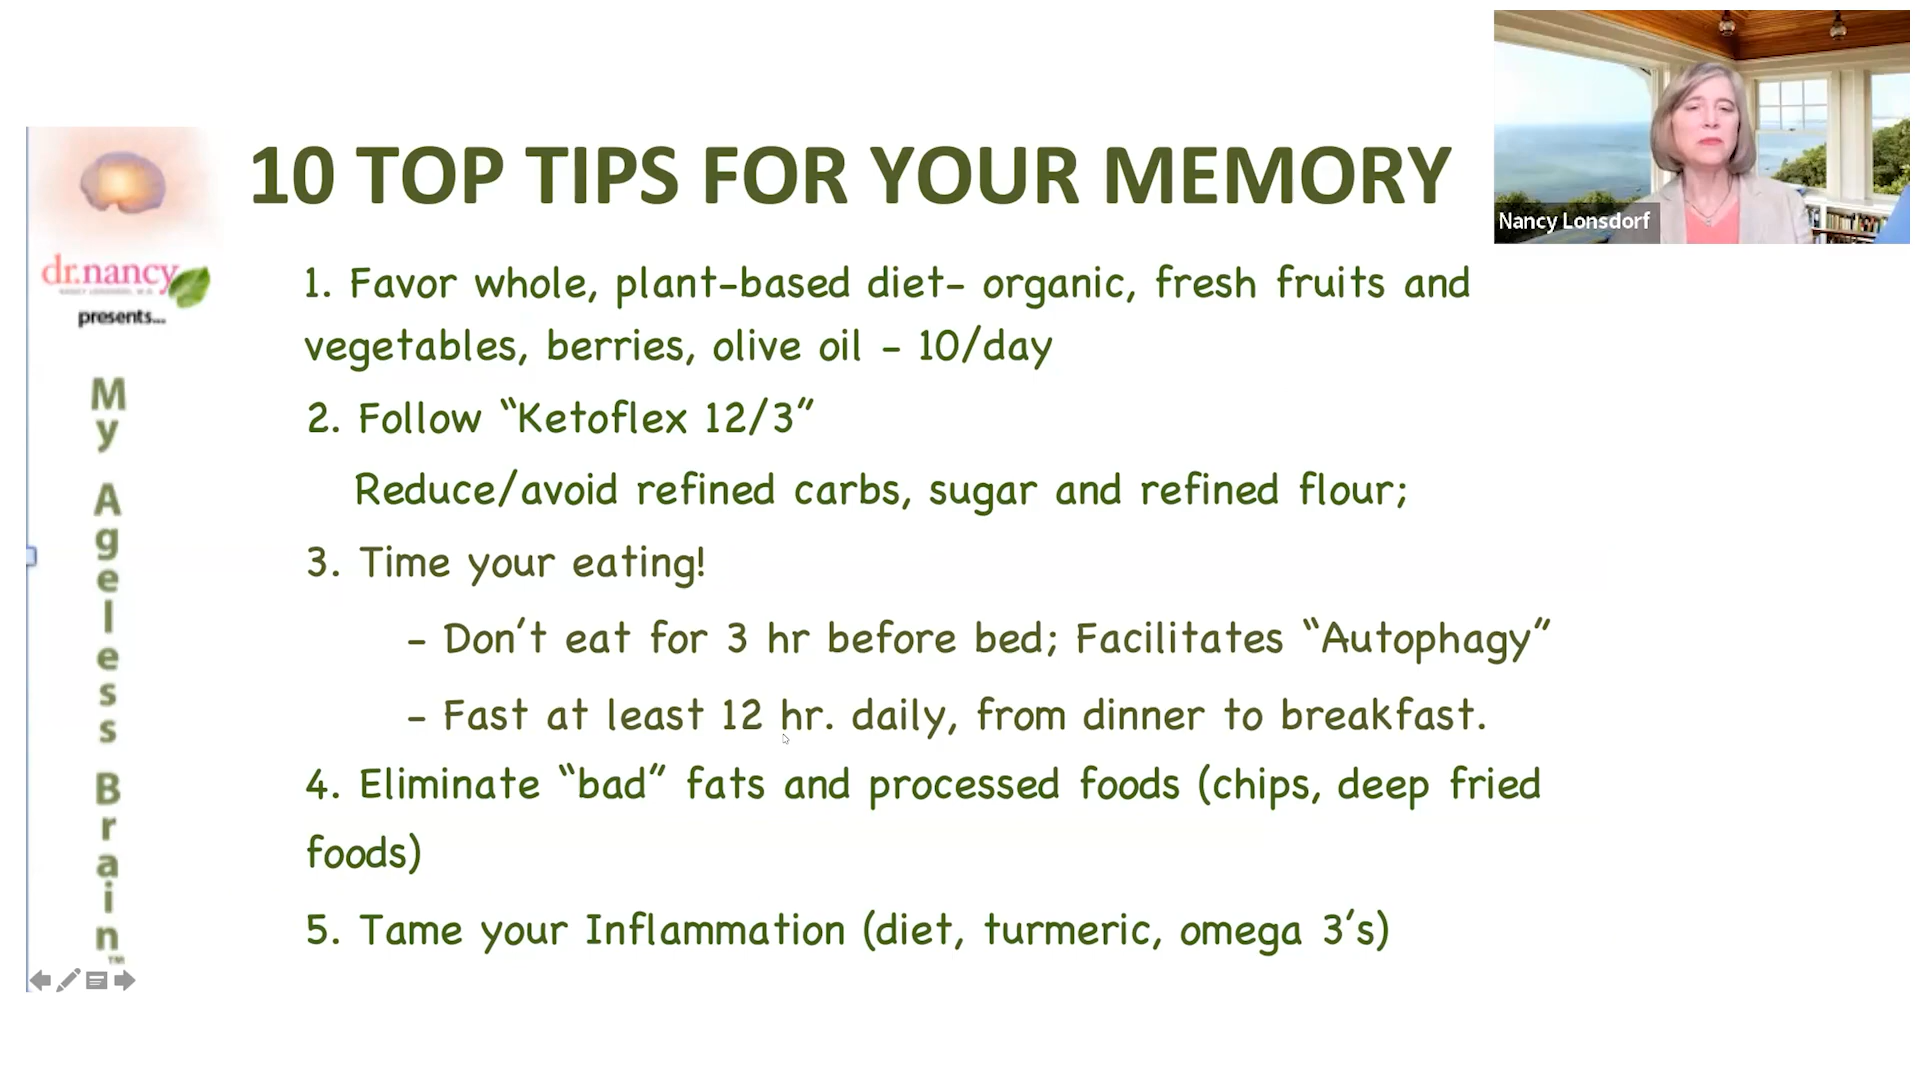 10 TOP TIPS FOR YOUR MEMORY
Nancy Lonsdorf
dr.nancy
presents...
My Ageless Brain™
1. Favor whole, plant-based diet- organic, fresh fruits and
vegetables, berries, olive oil - 10/day
2. Follow “Ketoflex 12/3”
Reduce/avoid refined carbs, sugar and refined flour;
3. Time your eating!
- Don’t eat for 3 hr before bed; Facilitates “Autophagy”
- Fast at least 12 hr. daily, from dinner to breakfast.
4. Eliminate “bad” fats and processed foods (chips, deep fried
foods)
5. Tame your Inflammation (diet, turmeric, omega 3’s)